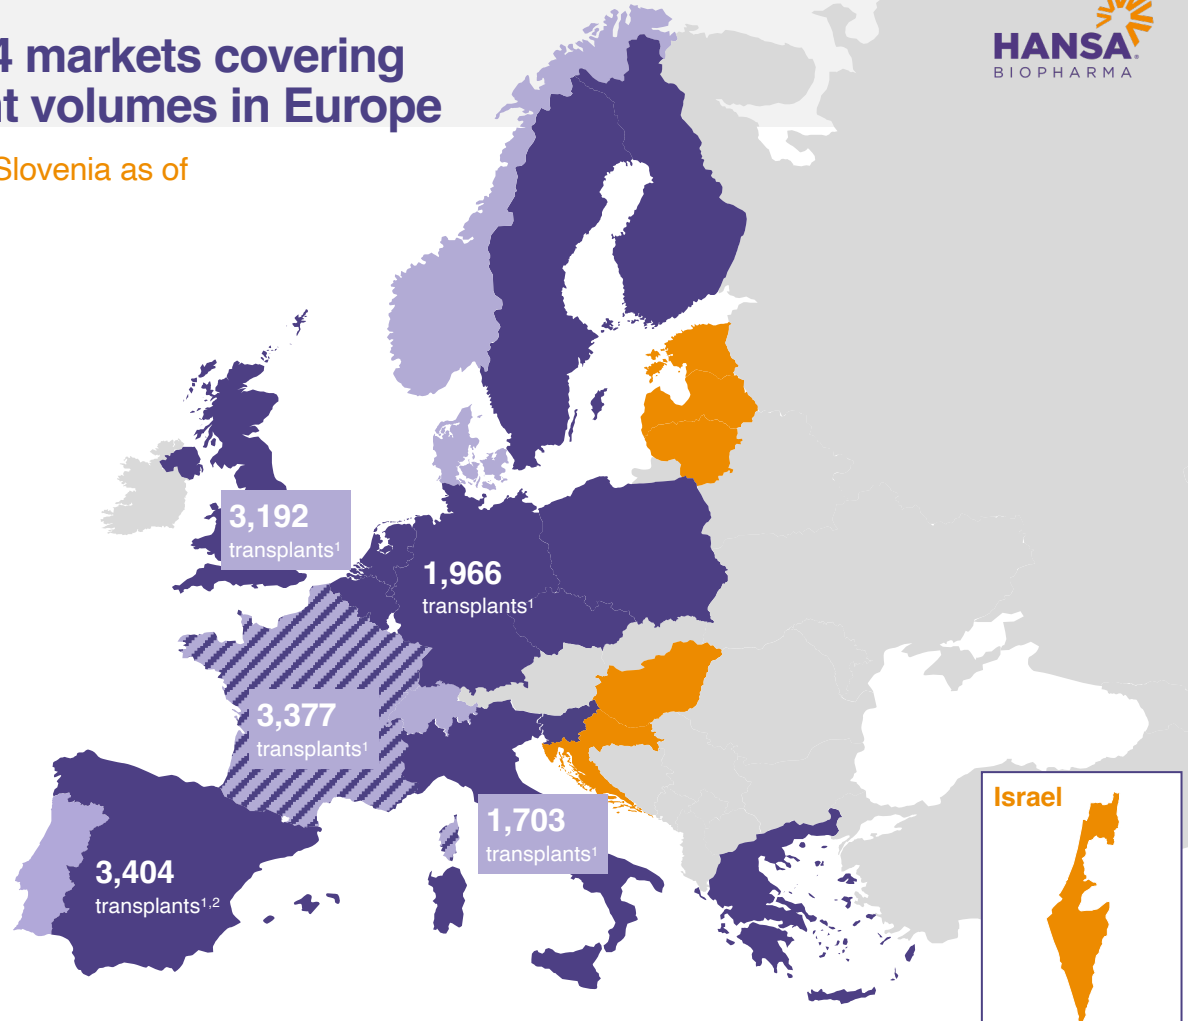 4 markets covering
t volumes in Europe
Slovenia as of
HANSA
BIOPHARMA
3,192
transplants¹
1,966
transplants¹
3,377
transplants¹
1,703
transplants¹
3,404
transplants¹,²
Israel